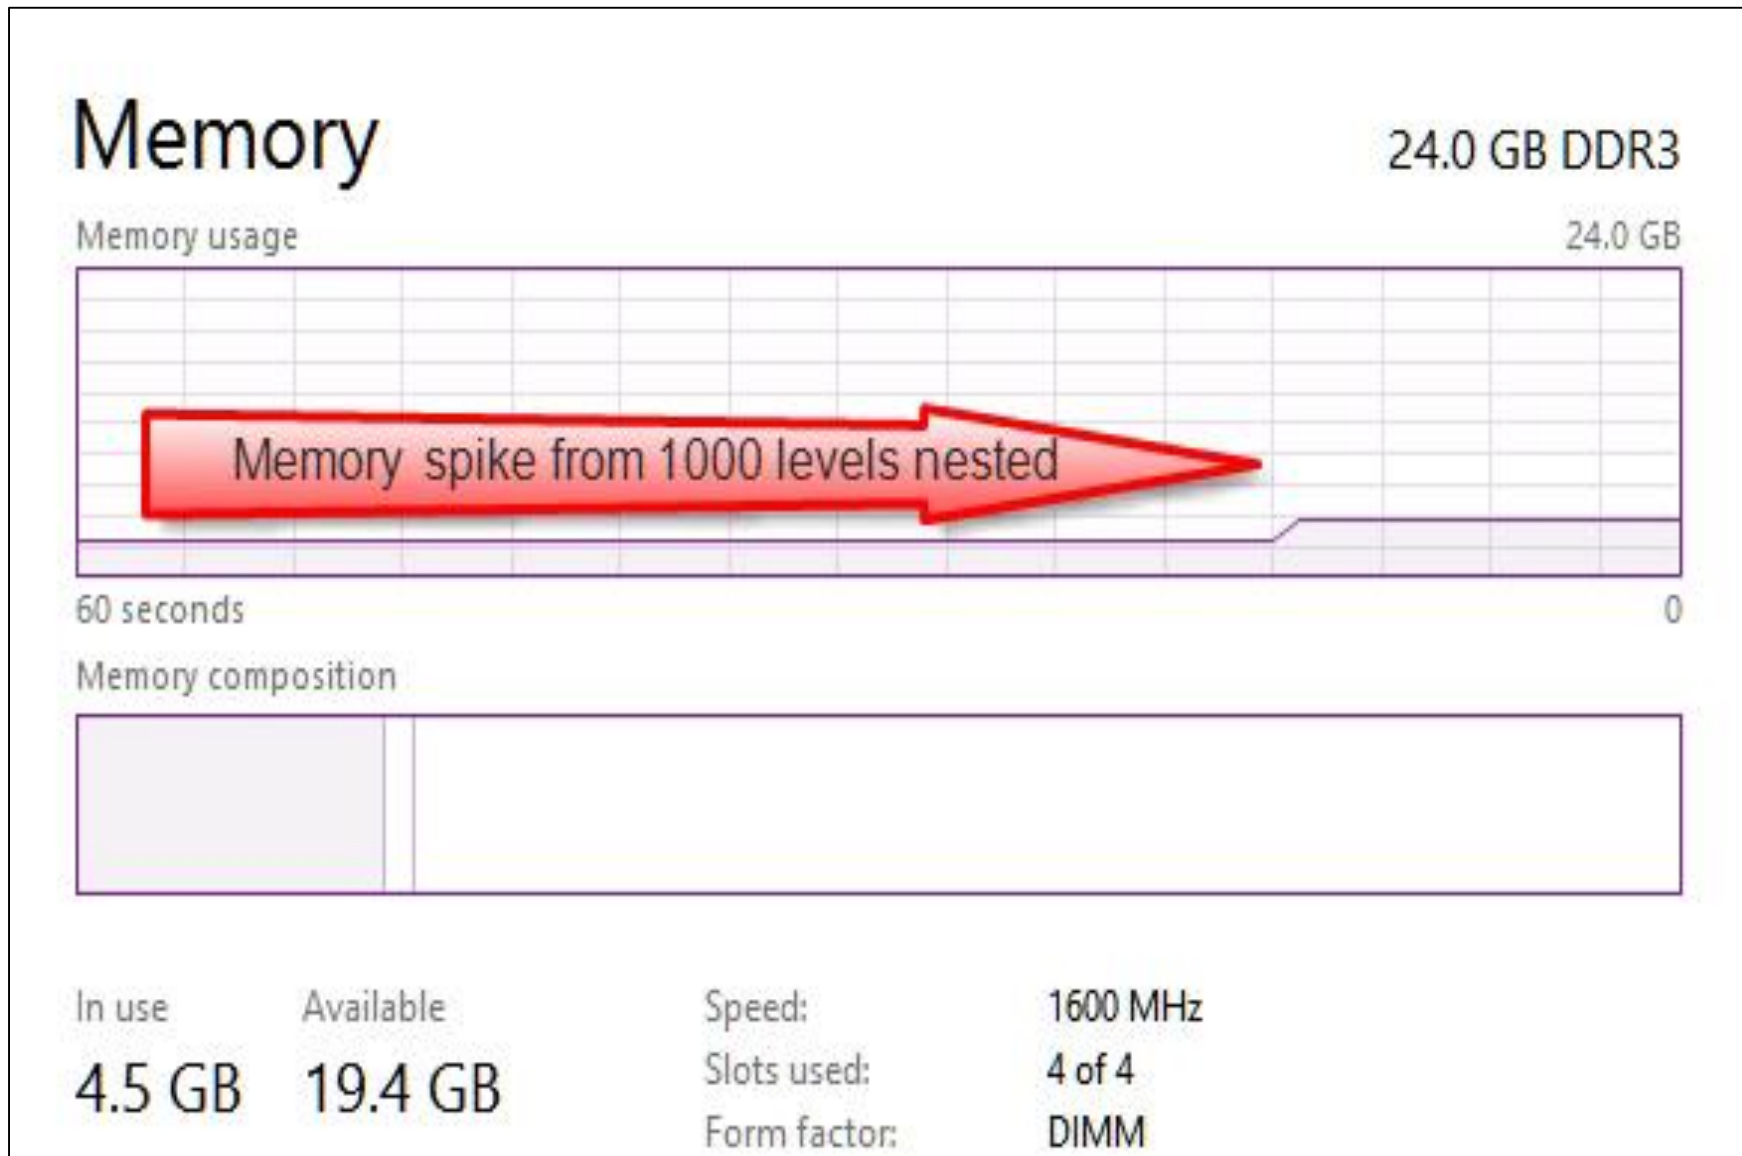 Memory
24.0 GB DDR3
Memory usage
24.0 GB
Memory spike from 1000 levels nested
60 seconds
0
Memory composition
In use
Available
4.5 GB
19.4 GB
Speed:
1600 MHz
Slots used:
4 of 4
Form factor:
DIMM